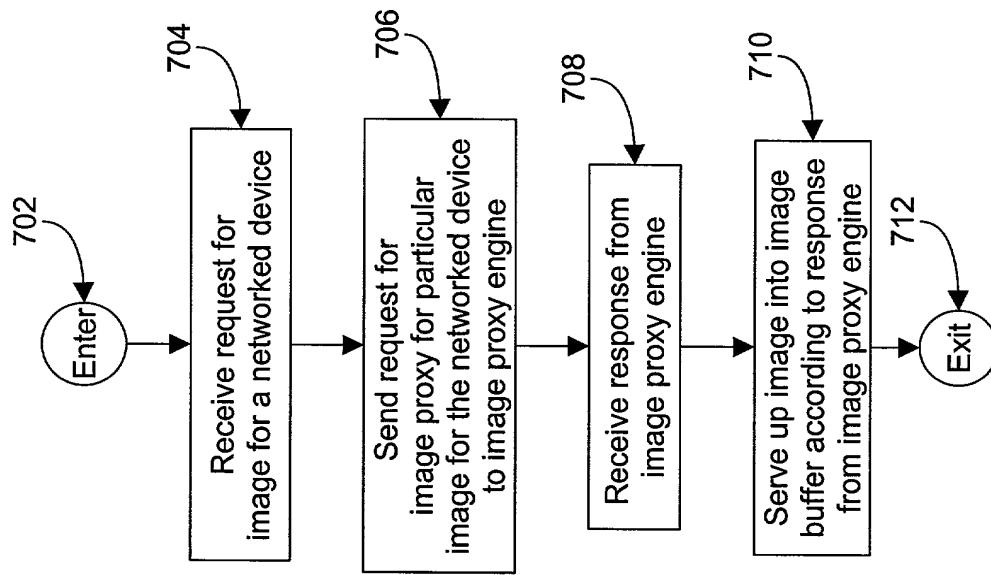 702
Enter
704
Receive request for
image for a networked device
706
Send request for
image proxy for particular
image for the networked device
to image proxy engine
708
Receive response from
image proxy engine
710
Serve up image into image
buffer according to response
from image proxy engine
712
Exit